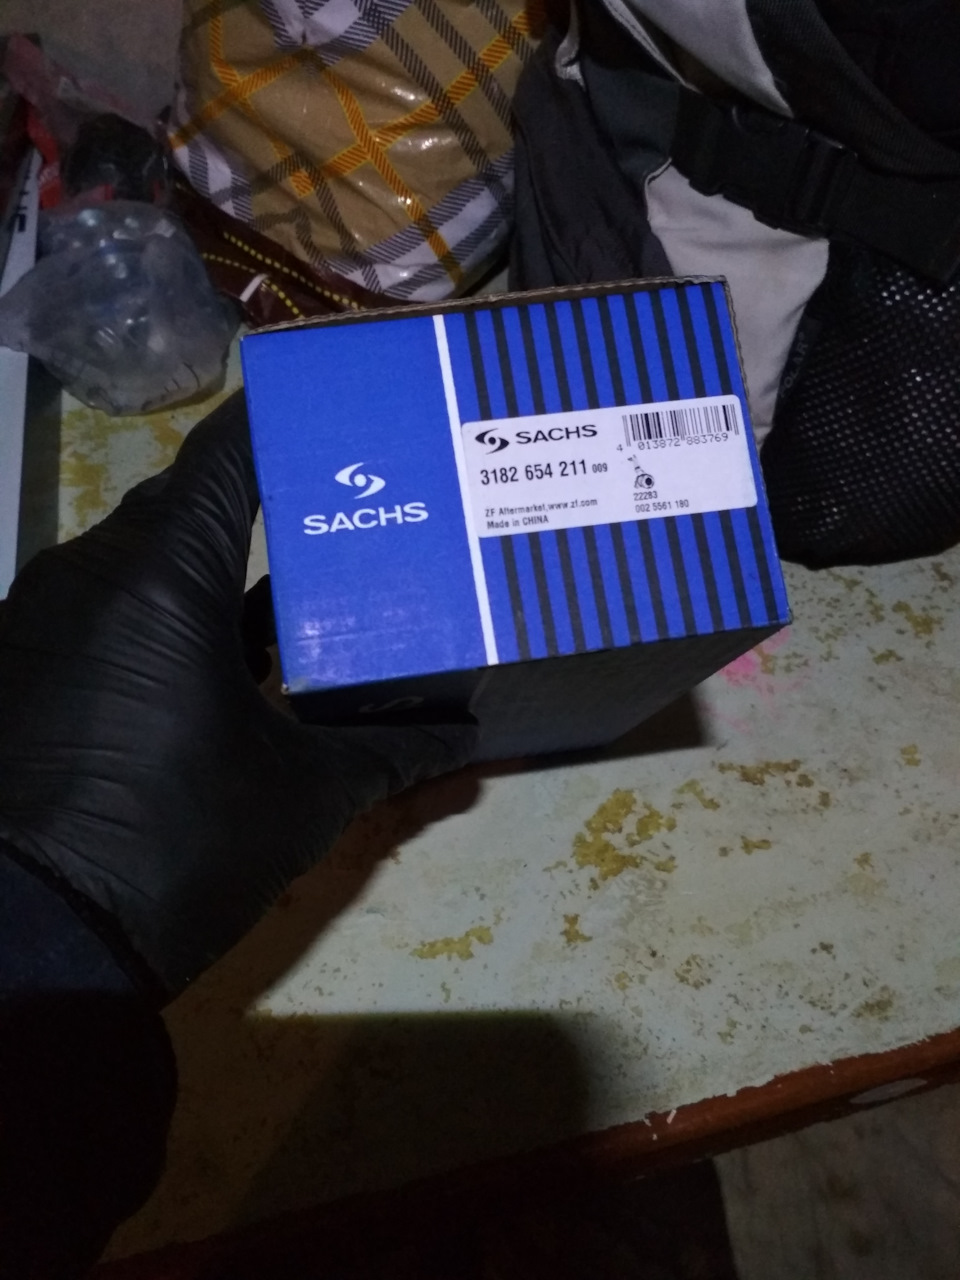 SACHS
SACHS
4 013872 883769
3182 654 211 009
22283
002 5561 180
ZF Aftermarket, www.zf.com
Made in CHINA